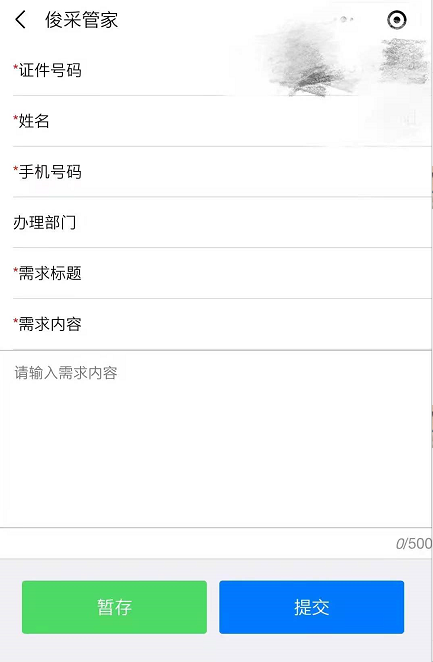 俊采管家
*证件号码
*姓名
*手机号码
办理部门
*需求标题
*需求内容
请输入需求内容
0/500
暂存
提交